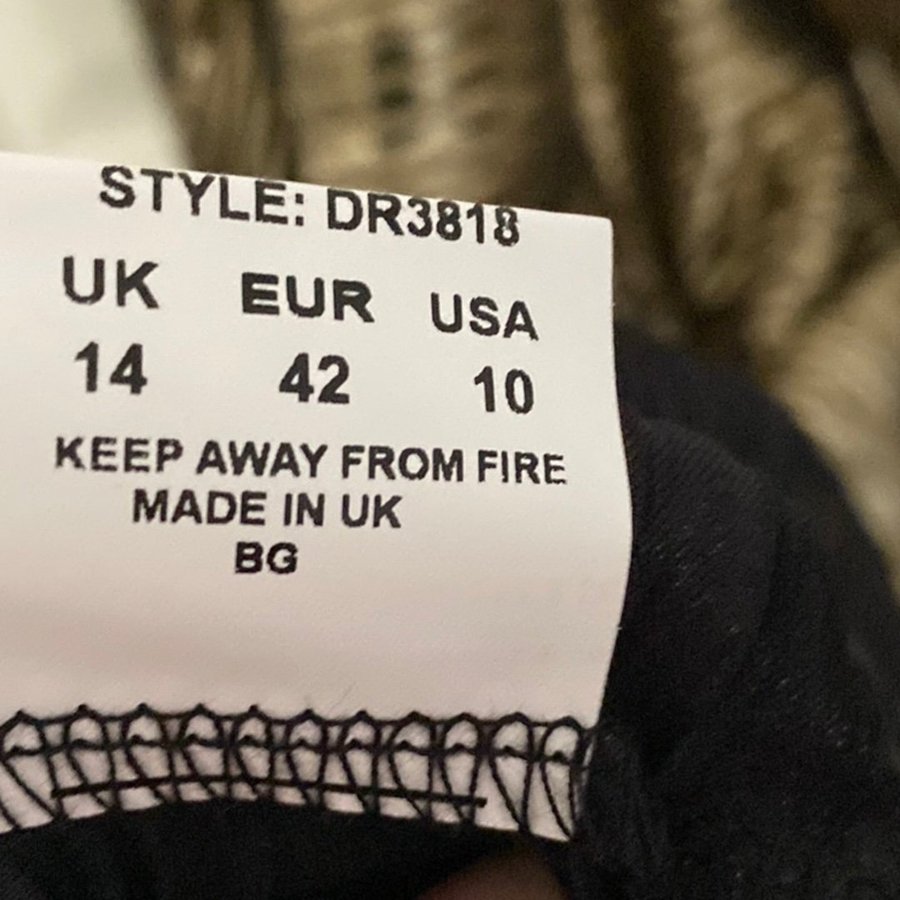 STYLE: DR3818
UK EUR USA
14 42 10
KEEP AWAY FROM FIRE
MADE IN UK
BG